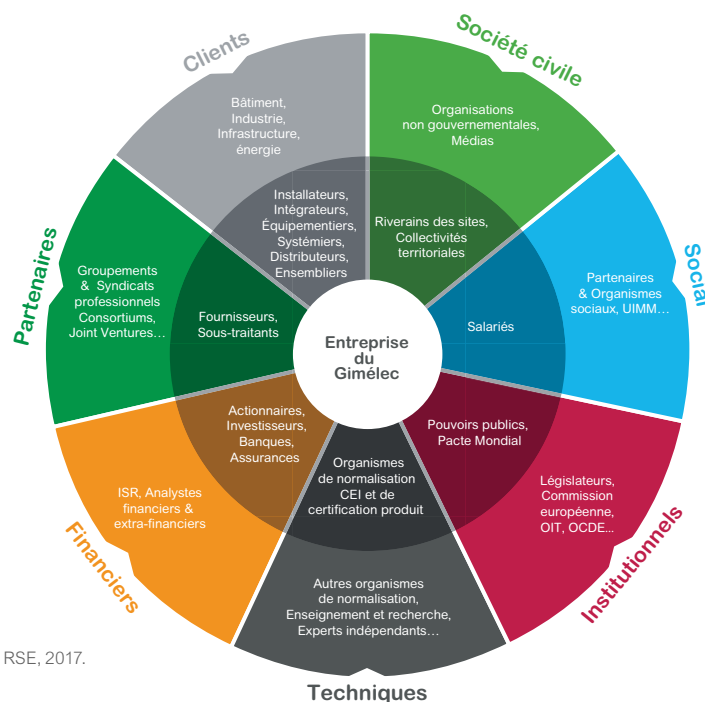 Clients
Bâtiment,
Industrie,
Infrastructure,
énergie
Installateurs,
Intégrateurs,
Équipementiers,
Systémiers,
Distributeurs,
Ensembliers
Société civile
Organisations
non gouvernementales,
Médias
Riverains des sites,
Collectivités
territoriales
Social
Partenaires
& Organismes
sociaux, UIMM…
Salariés
Partenaires
Groupements
& Syndicats
professionnels
Consortiums,
Joint Ventures…
Fournisseurs,
Sous-traitants
Entreprise
du
Gimélec
Financiers
ISR, Analystes
financiers &
extra-financiers
Actionnaires,
Investisseurs,
Banques,
Assurances
Organismes
de normalisation
CEI et de
certification produit
Autres organismes
de normalisation,
Enseignement et recherche,
Experts indépendants…
Techniques
Pouvoirs publics,
Pacte Mondial
Législateurs,
Commission
européenne,
OIT, OCDE...
Institutionnels
RSE, 2017.